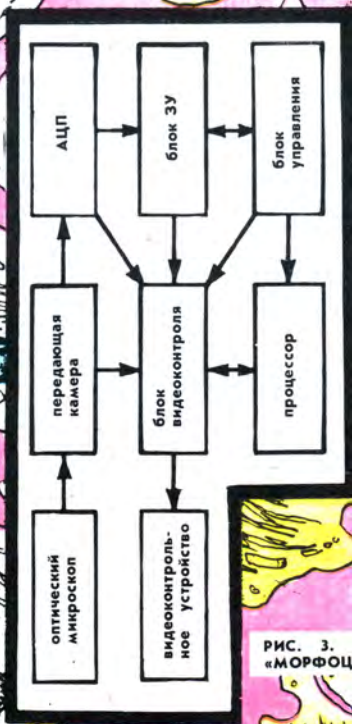 АЦП
блок ЗУ
блок
управления
передающая
камера
блок
видеоконтроля
процессор
оптический
микроскоп
видеоконтроль-
ное устройство
РИС. 3.
«МОРФОЦ